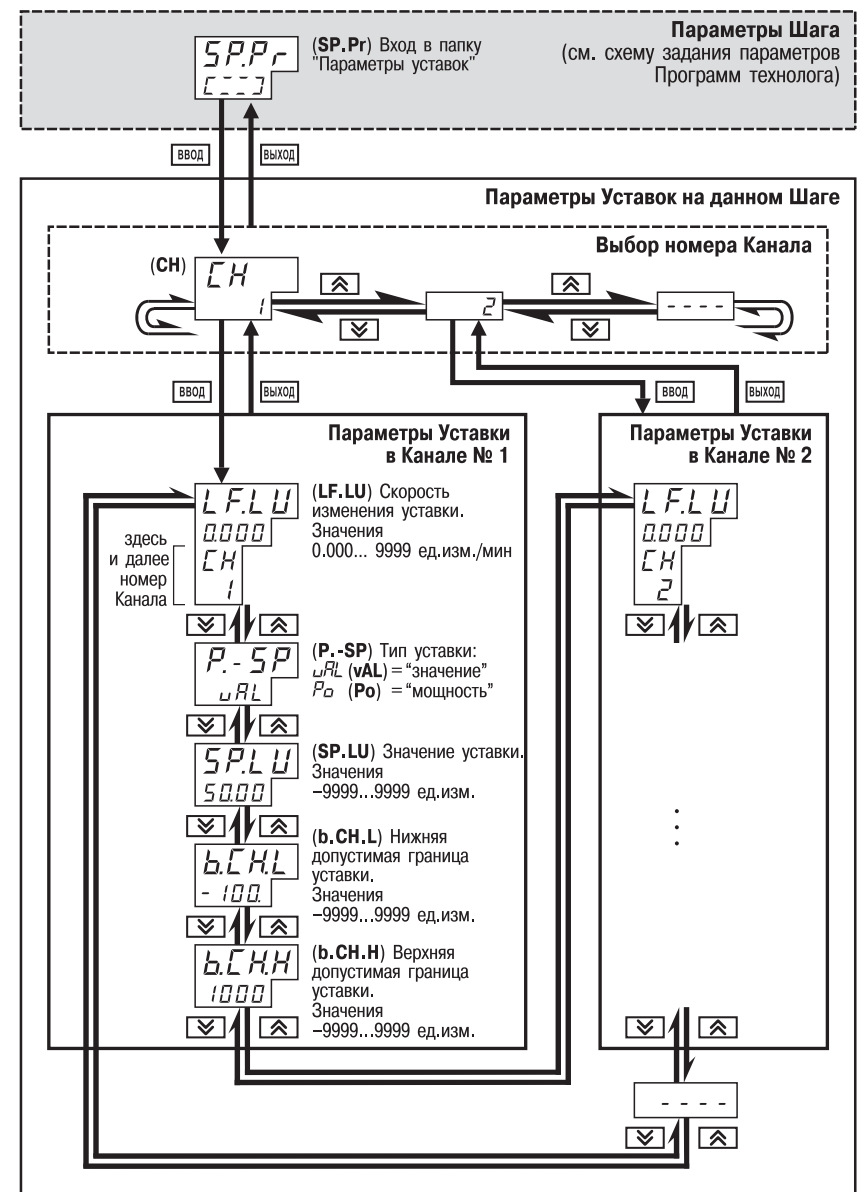 Параметры Шага
(см. схему задания параметров
Программ технолога)
SP.Pr
[---]
(SP.Pr) Вход в папку
"Параметры уставок"
ВВОД
ВЫХОД
Параметры Уставок на данном Шаге
Выбор номера Канала
(CH)
CH
1
2
- - - -
ВВОД
ВЫХОД
ВВОД
ВЫХОД
Параметры Уставки
в Канале № 1
LF.LU
0.000
CH
1
(LF.LU) Скорость
изменения уставки.
Значения
0.000... 9999 ед.изм./мин
здесь
и далее
номер
Канала
P.-SP
vAL
(P.-SP) Тип уставки:
vAL (vAL) = “значение”
Po (Po) = “мощность”
SP.LU
50.00
(SP.LU) Значение уставки.
Значения
–9999...9999 ед.изм.
b.CH.L
-100.
(b.CH.L) Нижняя
допустимая граница
уставки.
Значения
–9999...9999 ед.изм.
b.CH.H
1000
(b.CH.H) Верхняя
допустимая граница
уставки.
Значения
–9999...9999 ед.изм.
Параметры Уставки
в Канале № 2
LF.LU
0.000
CH
2
- - - -